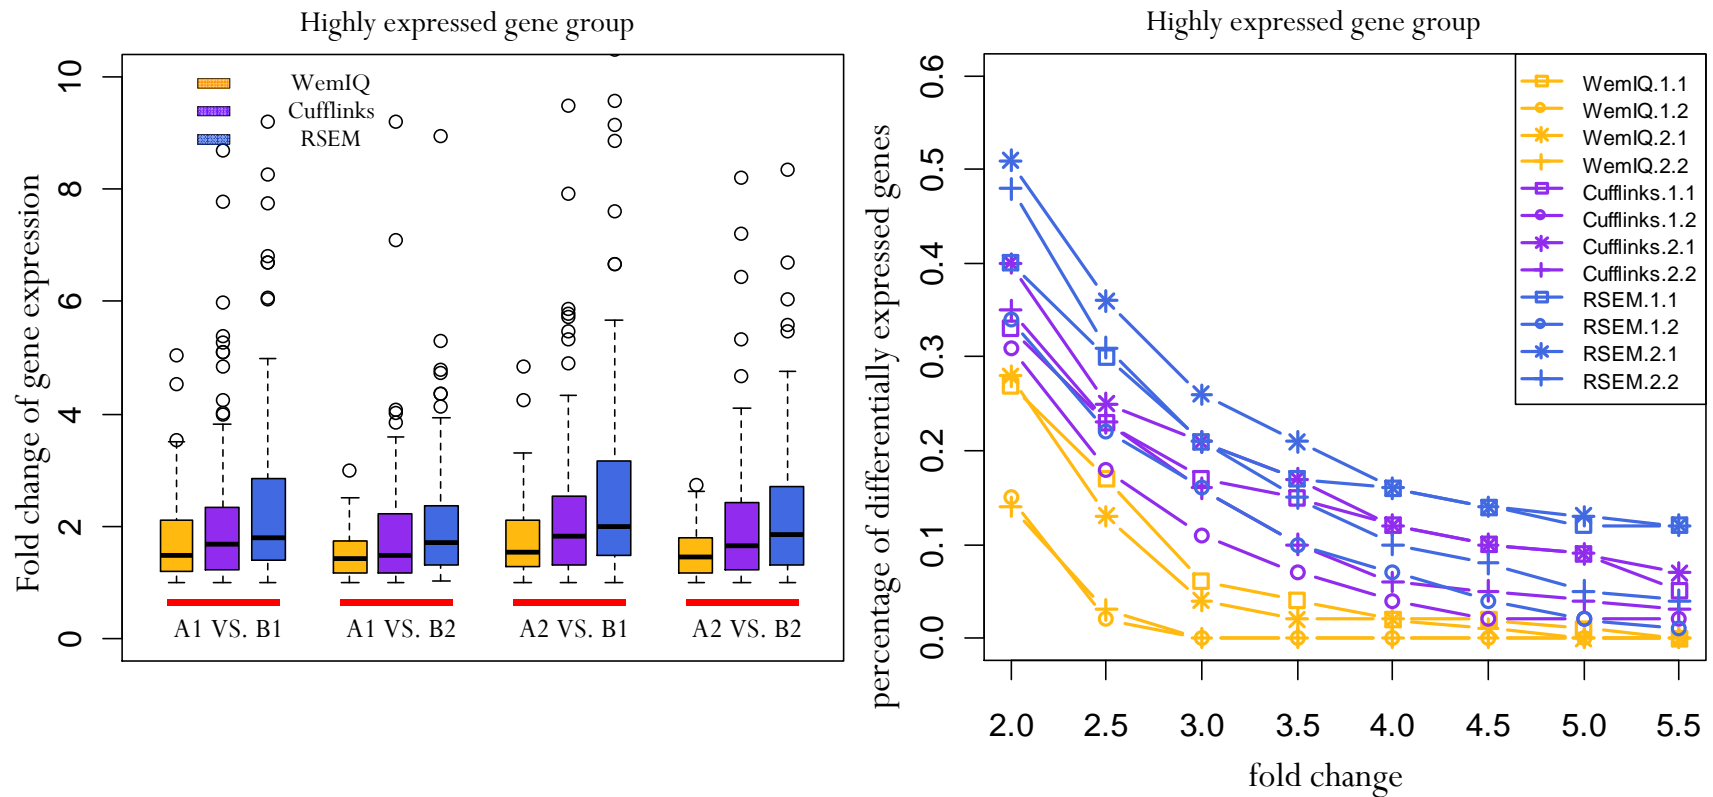 Highly expressed gene group
Fold change of gene expression
10
8
6
4
2
0
WemIQ
Cufflinks
RSEM
A1 VS. B1
A1 VS. B2
A2 VS. B1
A2 VS. B2
Highly expressed gene group
percentage of differentially expressed genes
0.6
0.5
0.4
0.3
0.2
0.1
0.0
WemIQ.1.1
WemIQ.1.2
WemIQ.2.1
WemIQ.2.2
Cufflinks.1.1
Cufflinks.1.2
Cufflinks.2.1
Cufflinks.2.2
RSEM.1.1
RSEM.1.2
RSEM.2.1
RSEM.2.2
2.0 2.5 3.0 3.5 4.0 4.5 5.0 5.5
fold change